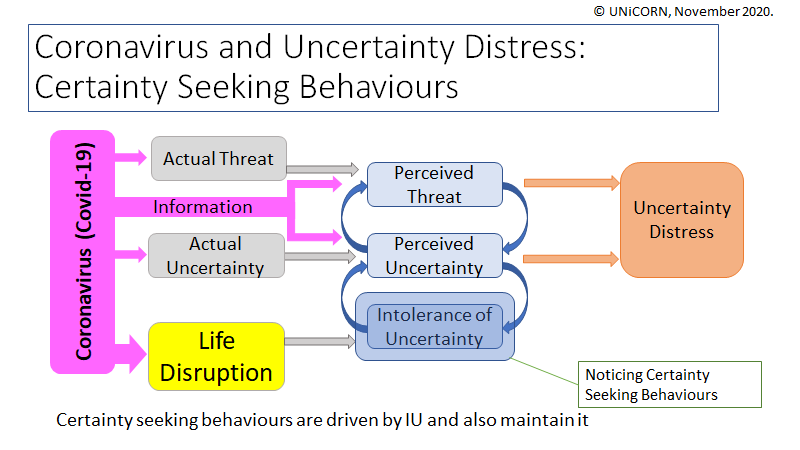 © UNiCORN, November 2020.
Coronavirus and Uncertainty Distress:
Certainty Seeking Behaviours
Coronavirus (Covid-19)
Actual Threat
Information
Actual
Uncertainty
Life
Disruption
Perceived
Threat
Perceived
Uncertainty
Intolerance of
Uncertainty
Uncertainty
Distress
Noticing Certainty
Seeking Behaviours
Certainty seeking behaviours are driven by IU and also maintain it